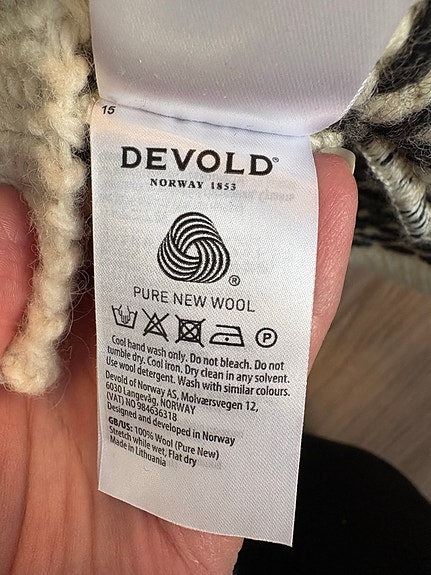 15
DEVOLD®
NORWAY 1853
®
PURE NEW WOOL
P
Cool hand wash only. Do not bleach. Do not
tumble dry. Cool iron. Dry clean in any solvent.
Use wool detergent. Wash with similar colours.
Devold of Norway AS, Molværsvegen 12,
6030 Langevåg, NORWAY
(VAT) NO 984636318
Designed and developed in Norway
GB/US: 100% Wool (Pure New)
Stretch while wet, Flat dry
Made in Lithuania